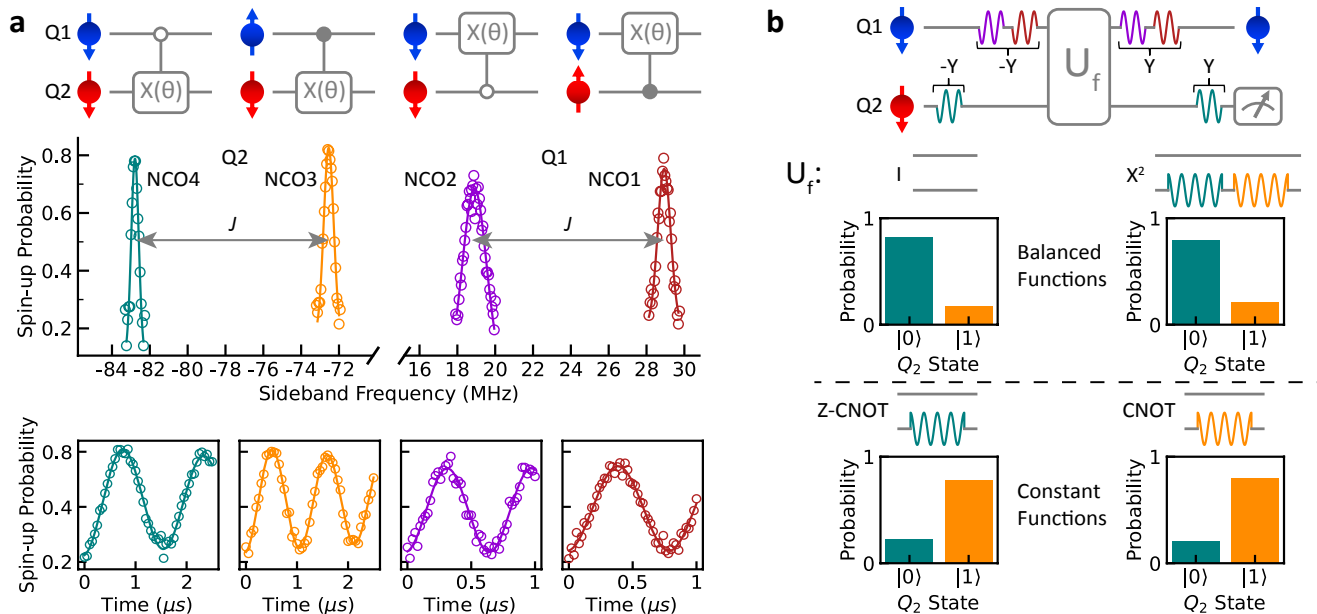 a
Q1
Q2
X(θ)
X(θ)
X(θ)
X(θ)
Spin-up Probability
0.8
0.6
0.4
0.2
Q2
Q1
NCO4
NCO3
NCO2
NCO1
J
J
-84 -82 -80 -78 -76 -74 -72 16 18 20 22 24 26 28 30
Sideband Frequency (MHz)
Spin-up Probability
0.8
0.4
0.2
0 1 2
Time (μs)
0 1 2
Time (μs)
0 0.5 1
Time (μs)
0 0.5 1
Time (μs)
b
Q1
Q2
-Y
-Y
U_f
Y
Y
U_f:
I
X²
Probability
1
0
|0⟩ |1⟩
Q₂ State
Balanced
Functions
Probability
1
0
|0⟩ |1⟩
Q₂ State
Z-CNOT
CNOT
Probability
1
0
|0⟩ |1⟩
Q₂ State
Constant
Functions
Probability
1
0
|0⟩ |1⟩
Q₂ State